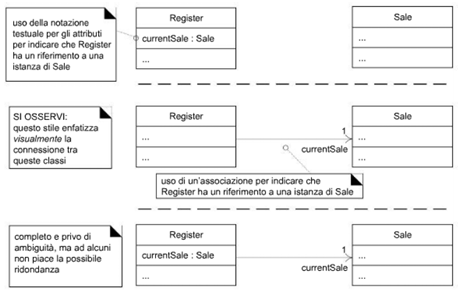 uso della notazione
testuale per gli attributi
per indicare che Register
ha un riferimento a una
istanza di Sale
Register
currentSale : Sale
...
Sale
...
...
SI OSSERVI:
questo stile enfatizza
visualmente la
connessione tra
queste classi
Register
...
...
1
currentSale
Sale
...
...
uso di un'associazione per indicare che
Register ha un riferimento a una istanza di Sale
completo e privo di
ambiguità, ma ad alcuni
non piace la possibile
ridondanza
Register
currentSale : Sale
...
1
currentSale
Sale
...
...